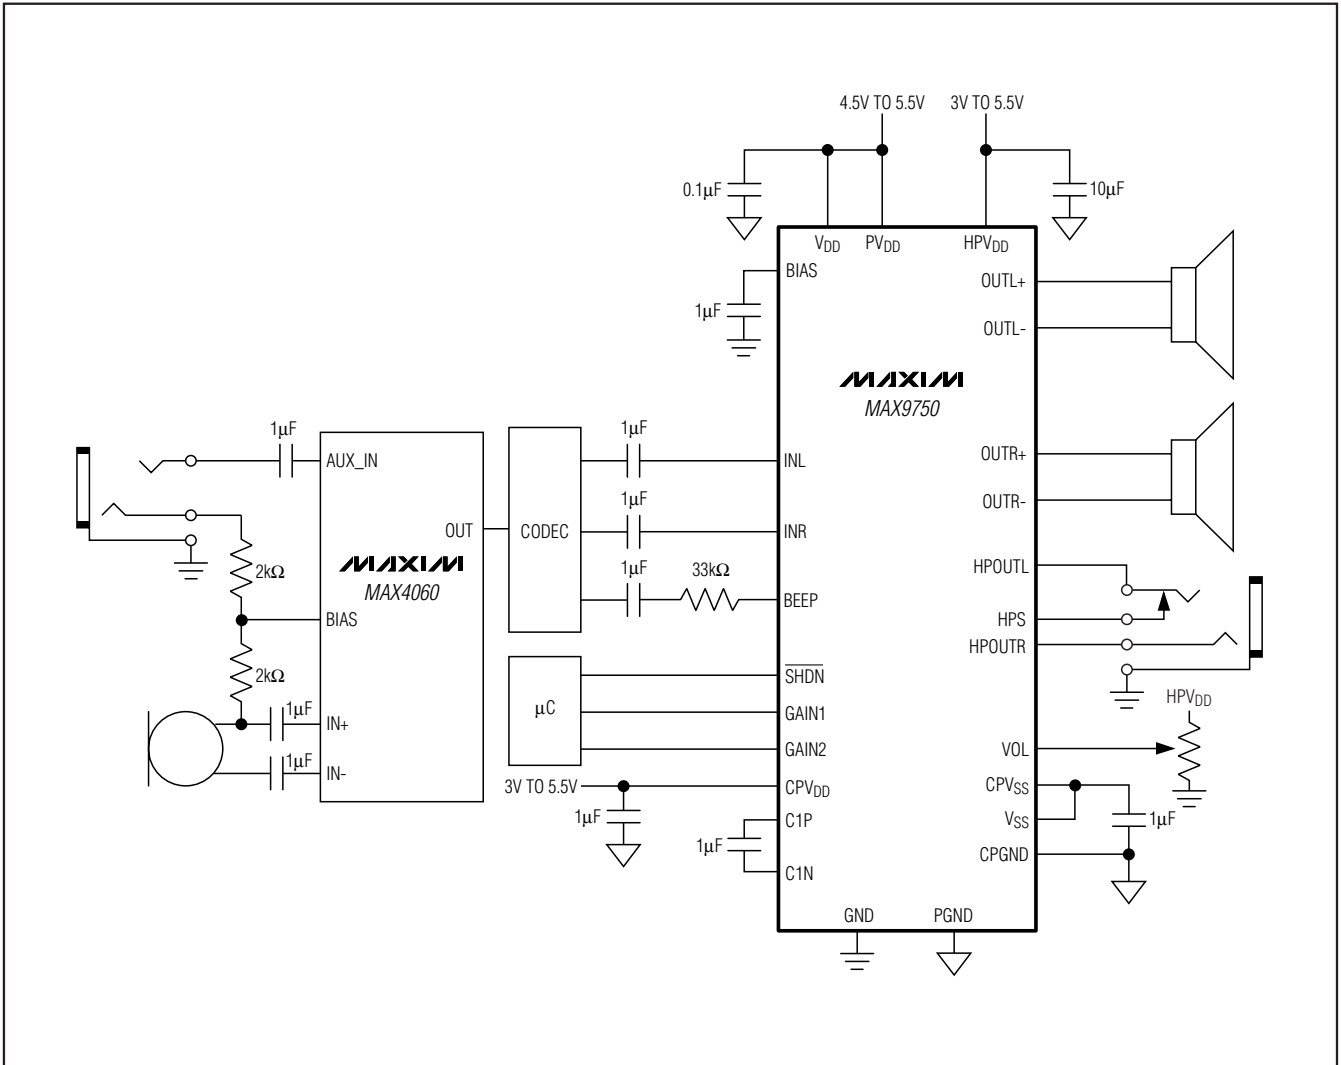 4.5V TO 5.5V
3V TO 5.5V
0.1μF
10μF
VDD
PVDD
HPVDD
BIAS
OUTL+
1μF
OUTL-
MAXIM
MAX9750
1μF
1μF
AUX_IN
INL
OUTR+
1μF
OUTR-
OUT
CODEC
INR
MAXIM
MAX4060
2kΩ
1μF
33kΩ
HPOUTL
BEEP
BIAS
HPS
HPOUTR
2kΩ
SHDN
HPVDD
1μF
IN+
μC
GAIN1
GAIN2
VOL
1μF
IN-
3V TO 5.5V
CPVDD
CPVSS
1μF
C1P
VSS
1μF
1μF
CPGND
C1N
GND
PGND